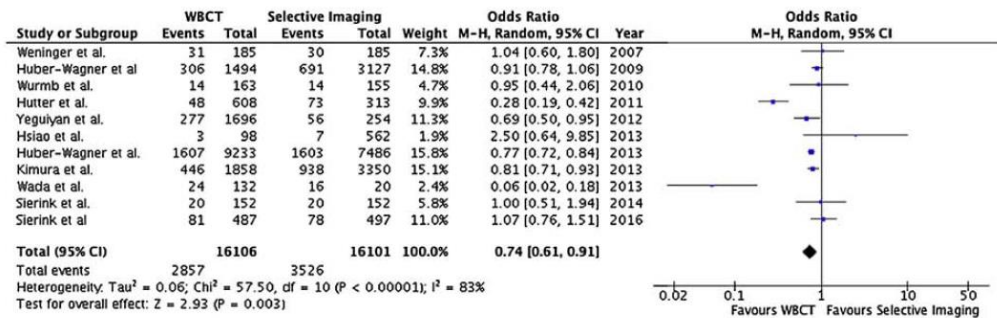 WBCT Selective Imaging Odds Ratio Odds Ratio
Study or Subgroup Events Total Events Total Weight M-H, Random, 95% CI Year M-H, Random, 95% CI
Weninger et al. 31 185 30 185 7.3% 1.04 [0.60, 1.80] 2007
Huber-Wagner et al 306 1494 691 3127 14.8% 0.91 [0.78, 1.06] 2009
Wurmb et al. 14 163 14 155 4.7% 0.95 [0.44, 2.06] 2010
Hutter et al. 48 608 73 313 9.9% 0.28 [0.19, 0.42] 2011
Yeguiyan et al. 277 1696 56 254 11.3% 0.69 [0.50, 0.95] 2012
Hsiao et al. 3 98 7 562 1.9% 2.50 [0.64, 9.85] 2013
Huber-Wagner et al. 1607 9233 1603 7486 15.8% 0.77 [0.72, 0.84] 2013
Kimura et al. 446 1858 938 3350 15.1% 0.81 [0.71, 0.93] 2013
Wada et al. 24 132 16 20 2.4% 0.06 [0.02, 0.18] 2013
Sierink et al. 20 152 20 152 5.8% 1.00 [0.51, 1.94] 2014
Sierink et al 81 487 78 497 11.0% 1.07 [0.76, 1.51] 2016
Total (95% CI) 16106 16101 100.0% 0.74 [0.61, 0.91]
Total events 2857 3526
Heterogeneity: Tau² = 0.06; Chi² = 57.50, df = 10 (P < 0.00001); I² = 83%
Test for overall effect: Z = 2.93 (P = 0.003)
0.02 0.1 1 10 50
Favours WBCT Favours Selective Imaging